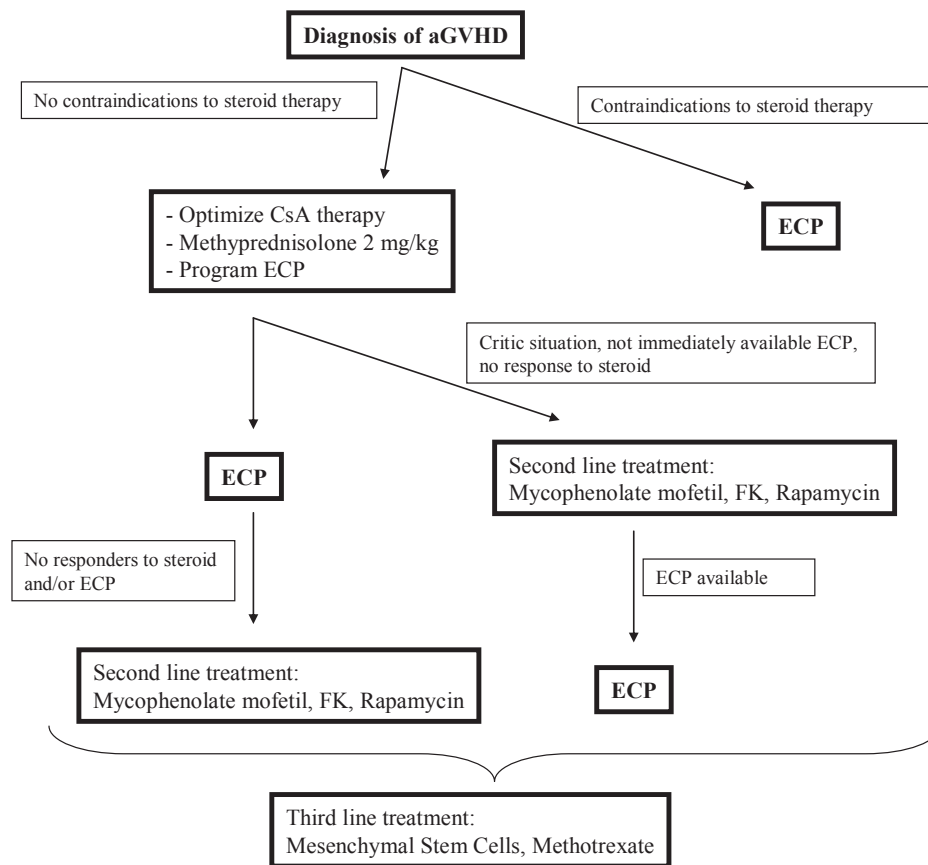 Diagnosis of aGVHD
No contraindications to steroid therapy
Contraindications to steroid therapy
- Optimize CsA therapy
- Methyprednisolone 2 mg/kg
- Program ECP
ECP
Critic situation, not immediately available ECP,
no response to steroid
ECP
Second line treatment:
Mycophenolate mofetil, FK, Rapamycin
No responders to steroid
and/or ECP
ECP available
Second line treatment:
Mycophenolate mofetil, FK, Rapamycin
ECP
Third line treatment:
Mesenchymal Stem Cells, Methotrexate